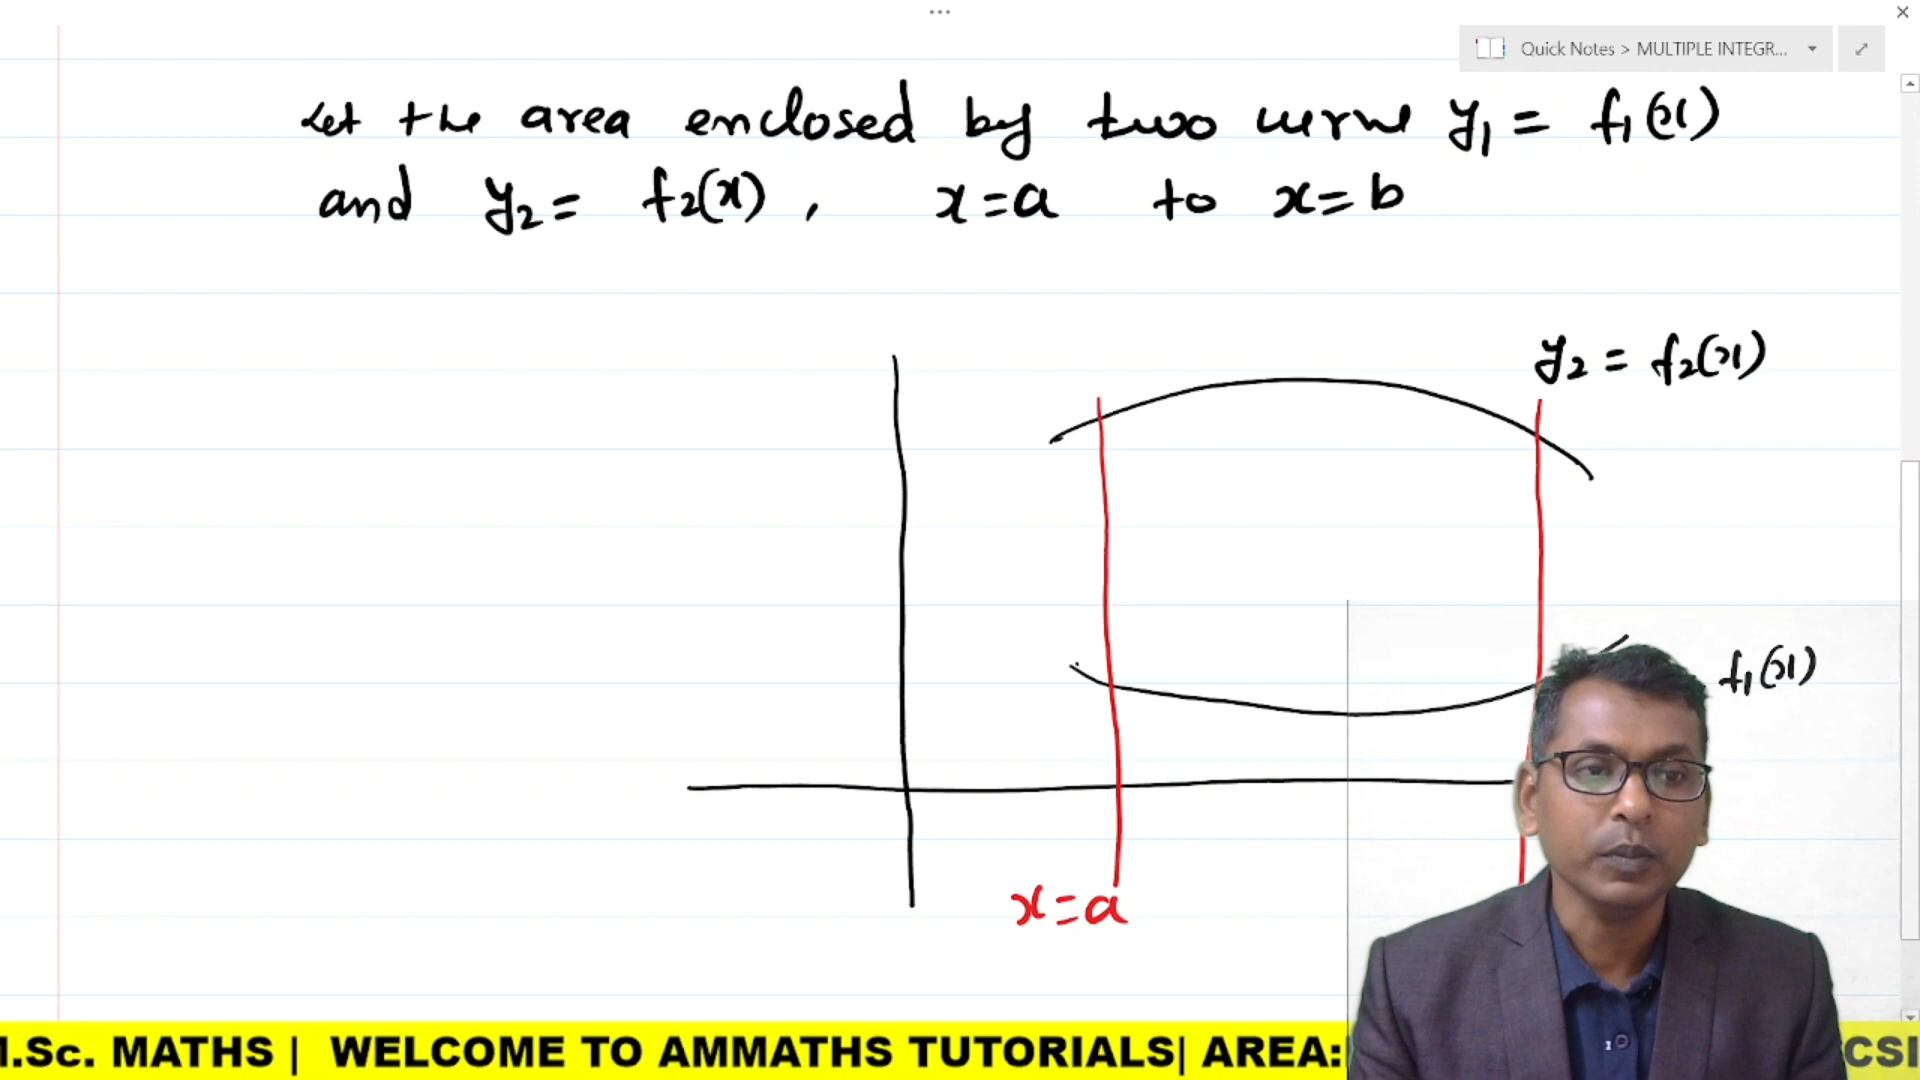 Quick Notes > MULTIPLE INTEGR...
Let the area enclosed by two curve y₁ = f₁(x)
and y₂ = f₂(x), x=a to x=b
y₂ = f₂(x)
f₁(x)
x=a
M.Sc. MATHS | WELCOME TO AMMATHS TUTORIALS| AREA:
CSI